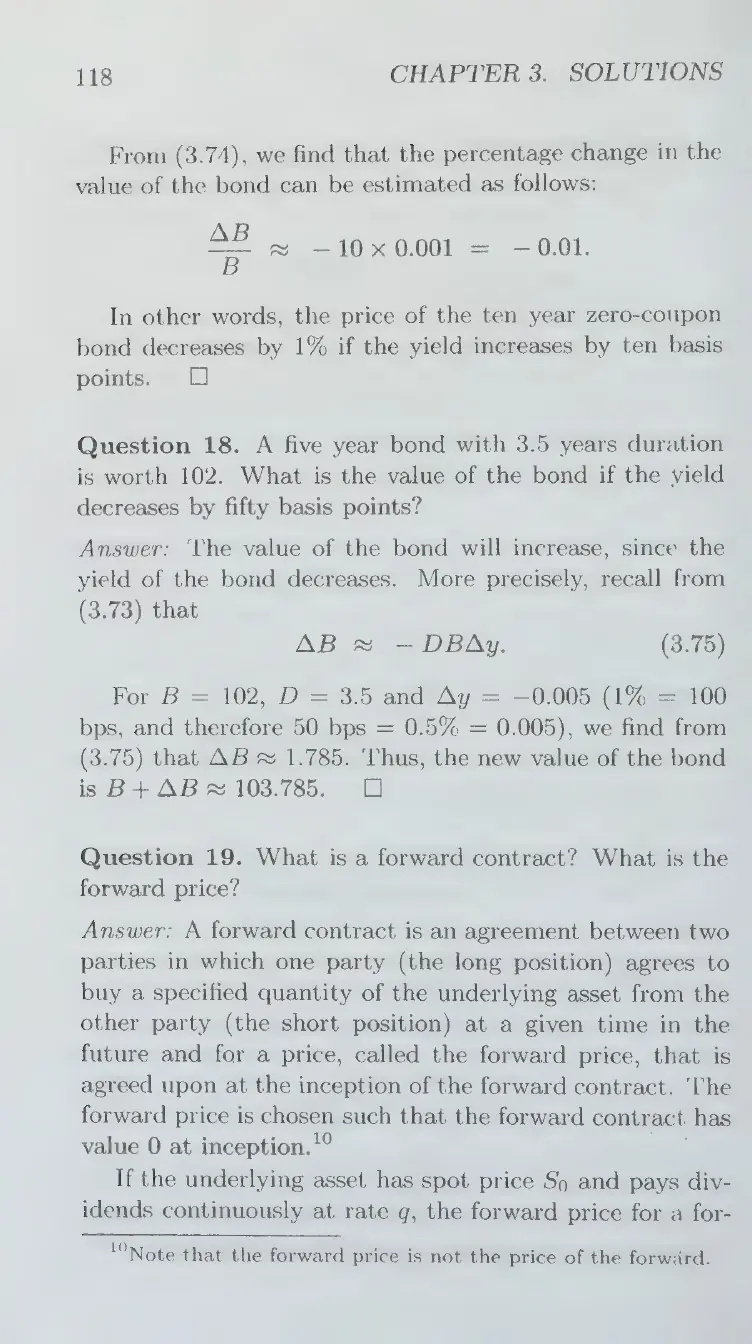 118 CHAPTER 3. SOLUTIONS
From (3.74), we find that the percentage change in the
value of the bond can be estimated as follows:
ΔB/B ≈ − 10 × 0.001 = − 0.01.
In other words, the price of the ten year zero-coupon
bond decreases by 1% if the yield increases by ten basis
points. □
Question 18. A five year bond with 3.5 years duration
is worth 102. What is the value of the bond if the yield
decreases by fifty basis points?
Answer: The value of the bond will increase, since the
yield of the bond decreases. More precisely, recall from
(3.73) that
ΔB ≈ − DBΔy. (3.75)
For B = 102, D = 3.5 and Δy = −0.005 (1% = 100
bps, and therefore 50 bps = 0.5% = 0.005), we find from
(3.75) that ΔB ≈ 1.785. Thus, the new value of the bond
is B + ΔB ≈ 103.785. □
Question 19. What is a forward contract? What is the
forward price?
Answer: A forward contract is an agreement between two
parties in which one party (the long position) agrees to
buy a specified quantity of the underlying asset from the
other party (the short position) at a given time in the
future and for a price, called the forward price, that is
agreed upon at the inception of the forward contract. The
forward price is chosen such that the forward contract has
value 0 at inception.¹⁰
If the underlying asset has spot price S₀ and pays div-
idends continuously at rate q, the forward price for a for-
¹⁰Note that the forward price is not the price of the forward.